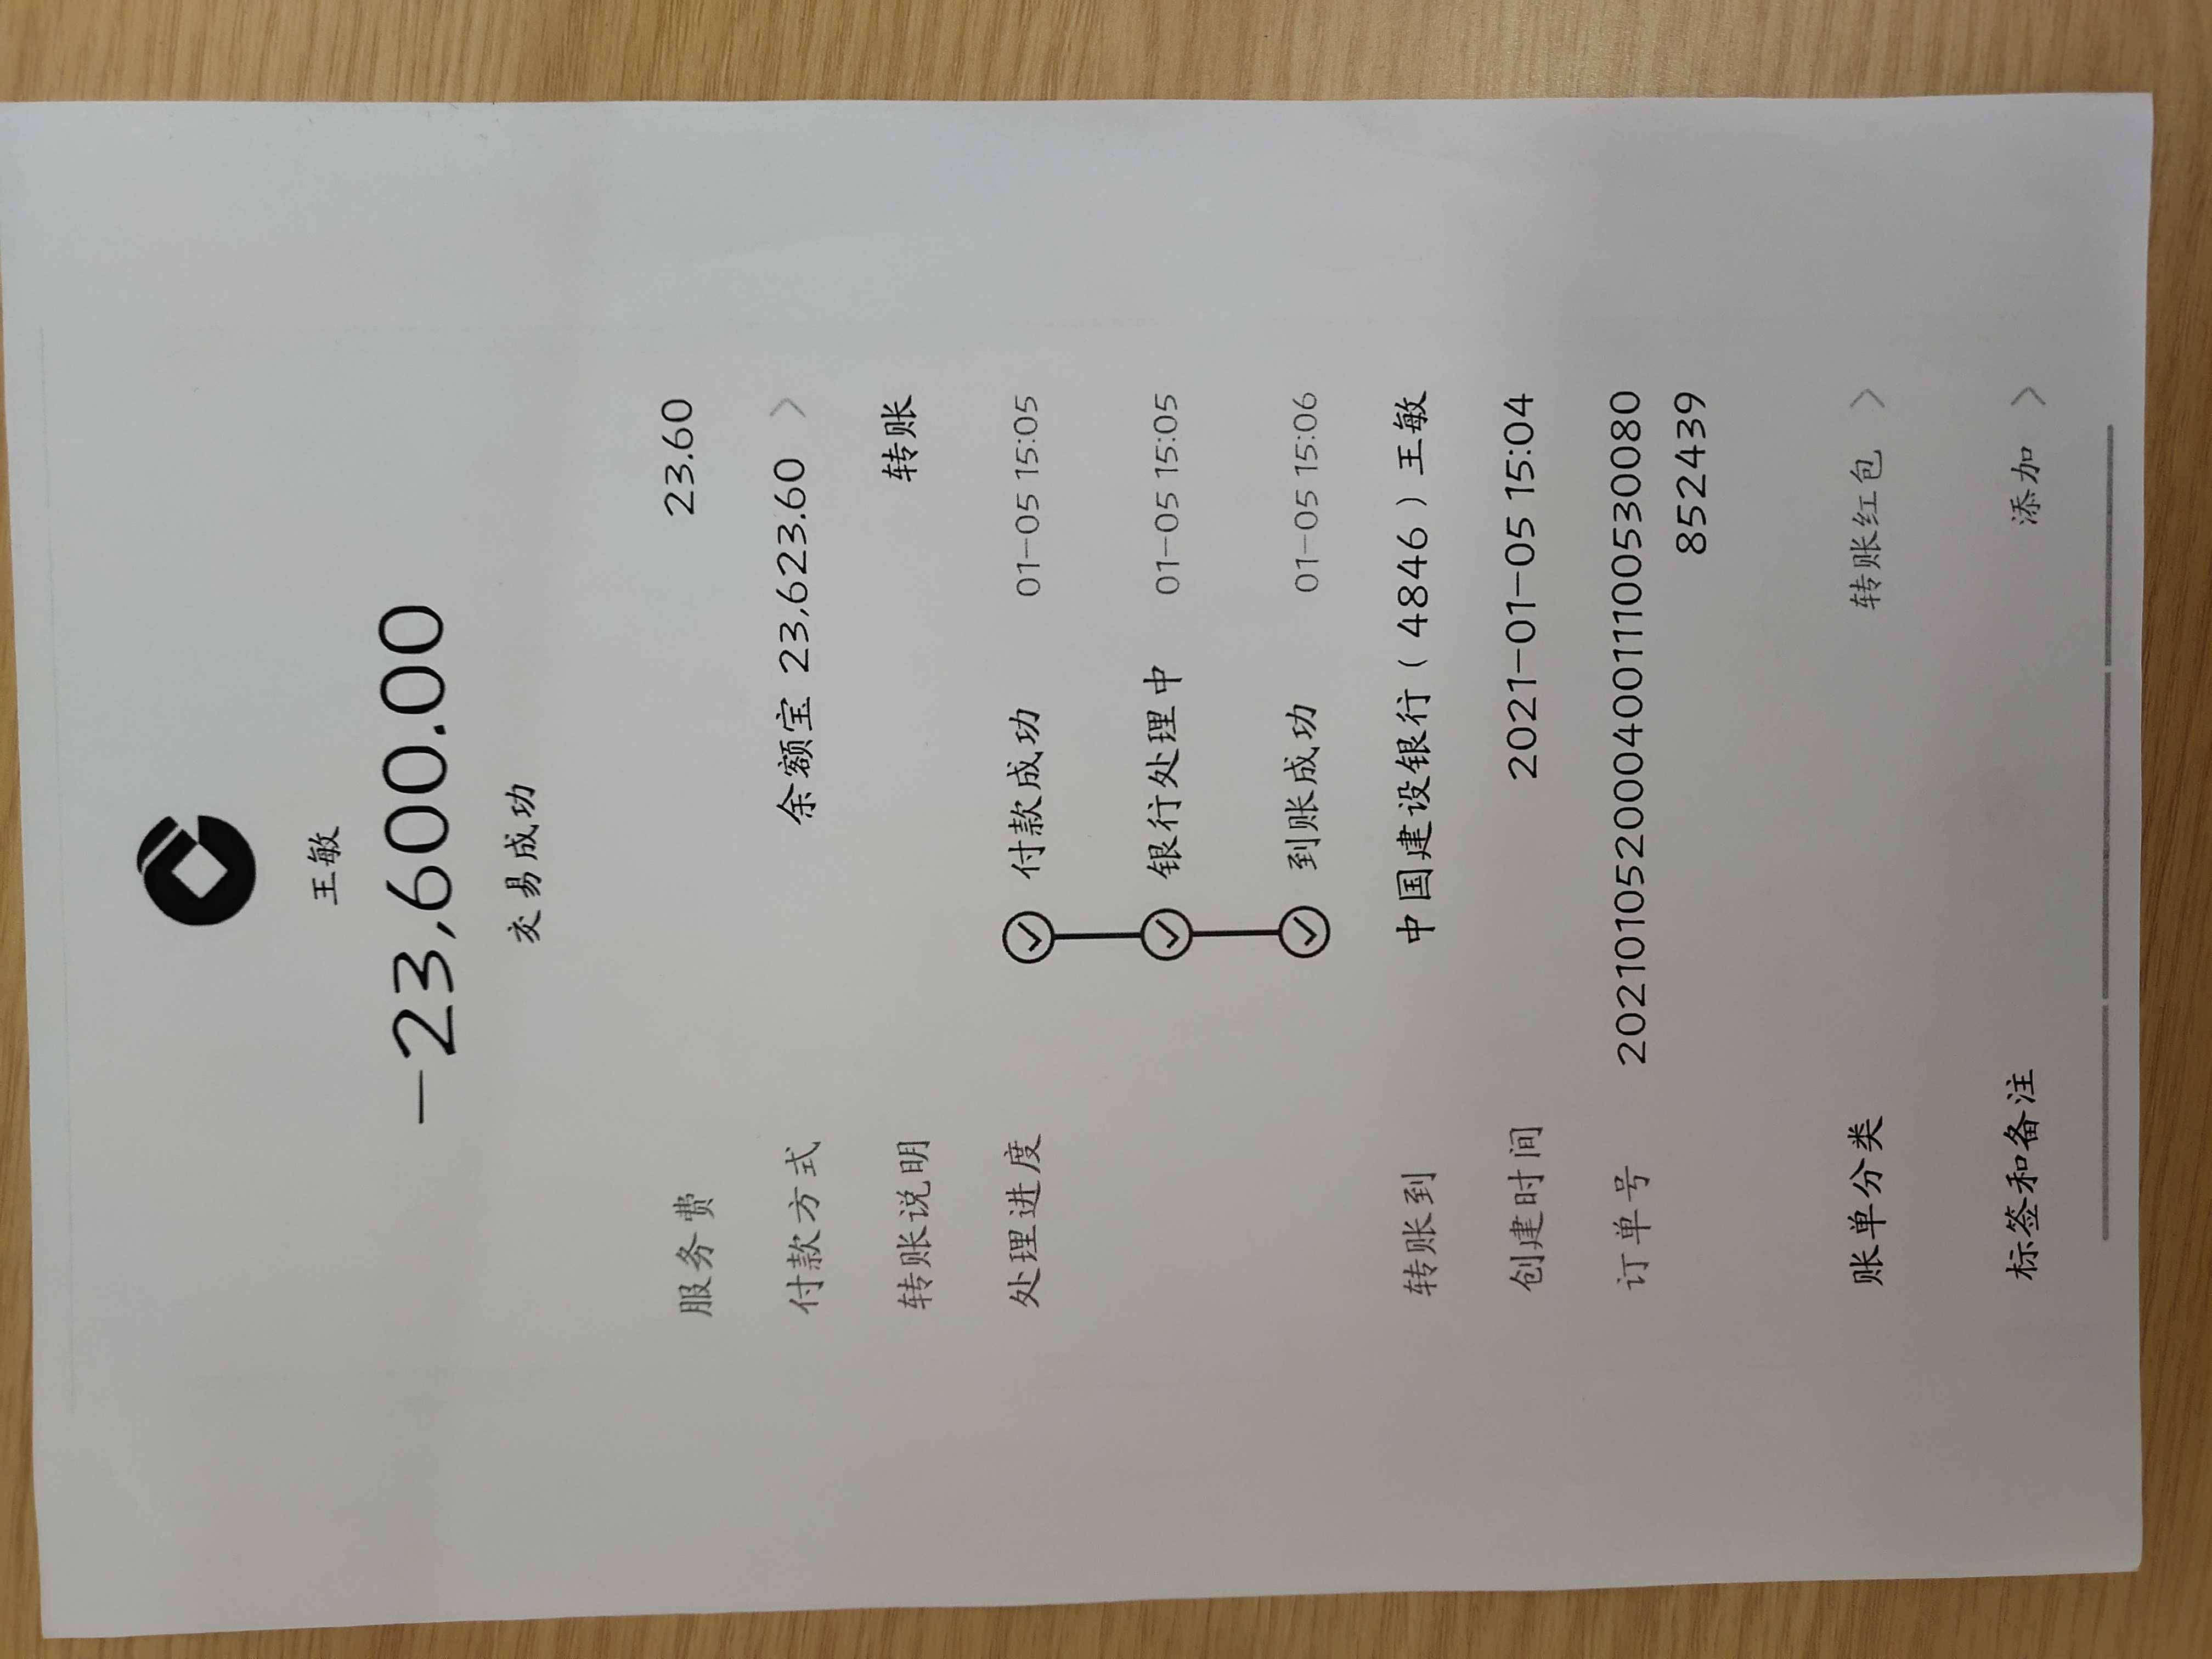 王敏
-23,600.00
交易成功
服务费 23.60
付款方式 余额宝 23,623.60
转账说明 转账
处理进度 付款成功 01-05 15:05
银行处理中 01-05 15:05
到账成功 01-05 15:06
转账到 中国建设银行(4846)王敏
创建时间 2021-01-05 15:04
订单号 20210105200040011100530080
852439
账单分类 转账红包
标签和备注 添加